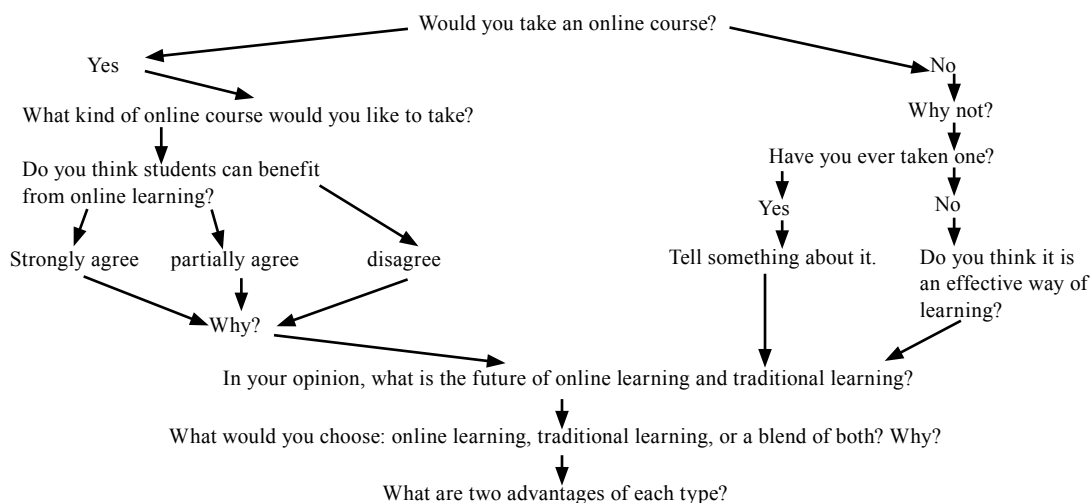 Would you take an online course?
Yes
No
What kind of online course would you like to take?
Why not?
Do you think students can benefit
from online learning?
Have you ever taken one?
Yes
No
Strongly agree
partially agree
disagree
Tell something about it.
Do you think it is
an effective way of
learning?
Why?
In your opinion, what is the future of online learning and traditional learning?
What would you choose: online learning, traditional learning, or a blend of both? Why?
What are two advantages of each type?